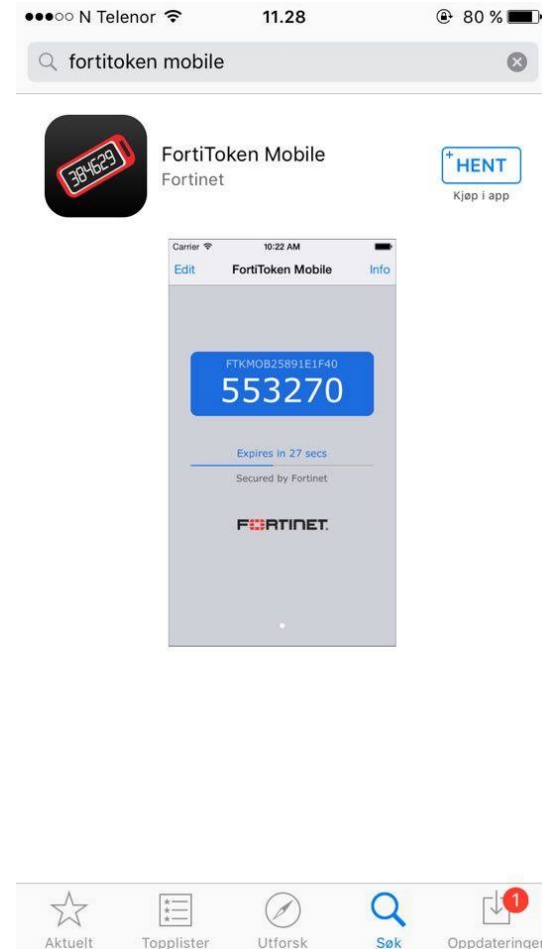 N Telenor 11.28 80 %
fortitoken mobile
384629
FortiToken Mobile
Fortinet
+ HENT
Kjøp i app
Carrier 10:22 AM
Edit FortiToken Mobile Info
FTKMOB25891E1F40
553270
Expires in 27 secs
Secured by Fortinet
FORTINET.
1
Aktuelt Topplister Utforsk Søk Oppdateringer